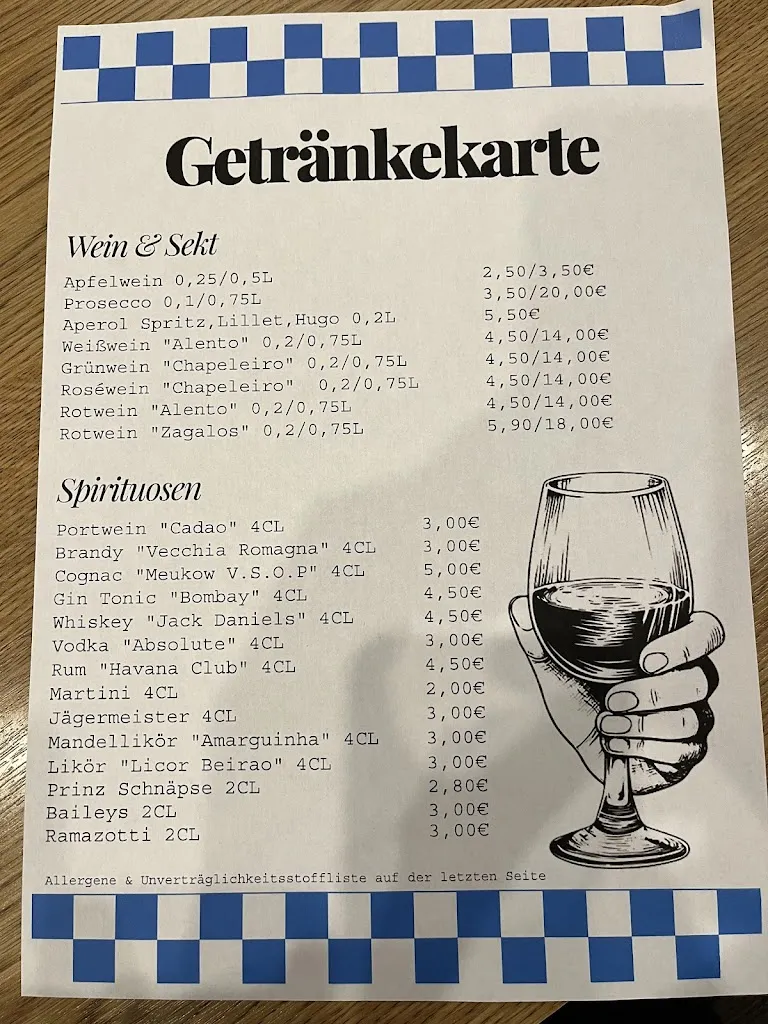 Getränkekarte
Wein & Sekt
Apfelwein 0,25/0,5L 2,50/3,50€
Prosecco 0,1/0,75L 3,50/20,00€
Aperol Spritz,Lillet,Hugo 0,2L 5,50€
Weißwein "Alento" 0,2/0,75L 4,50/14,00€
Grünwein "Chapeleiro" 0,2/0,75L 4,50/14,00€
Roséwein "Chapeleiro" 0,2/0,75L 4,50/14,00€
Rotwein "Alento" 0,2/0,75L 4,50/14,00€
Rotwein "Zagalos" 0,2/0,75L 5,90/18,00€
Spirituosen
Portwein "Cadao" 4CL 3,00€
Brandy "Vecchia Romagna" 4CL 3,00€
Cognac "Meukow V.S.O.P" 4CL 5,00€
Gin Tonic "Bombay" 4CL 4,50€
Whiskey "Jack Daniels" 4CL 4,50€
Vodka "Absolute" 4CL 3,00€
Rum "Havana Club" 4CL 4,50€
Martini 4CL 2,00€
Jägermeister 4CL 3,00€
Mandellikör "Amarguinha" 4CL 3,00€
Likör "Licor Beirao" 4CL 3,00€
Prinz Schnäpse 2CL 2,80€
Baileys 2CL 3,00€
Ramazotti 2CL 3,00€
Allergene & Unverträglichkeitsstoffliste auf der letzten Seite